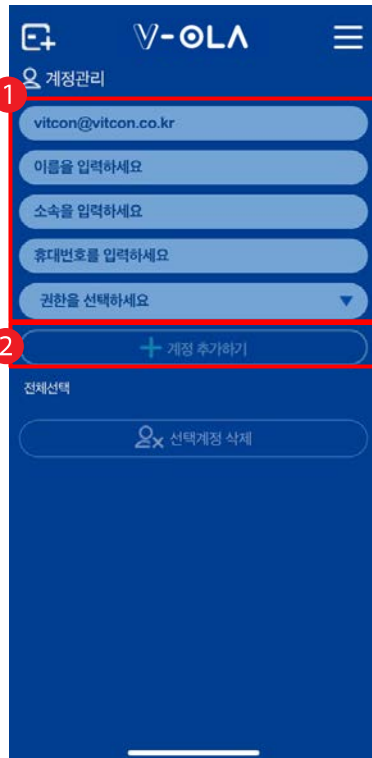 V-OLA
계정관리
1
vitcon@vitcon.co.kr
이름을 입력하세요
소속을 입력하세요
휴대번호를 입력하세요
권한을 선택하세요
2
계정 추가하기
전체선택
선택계정 삭제